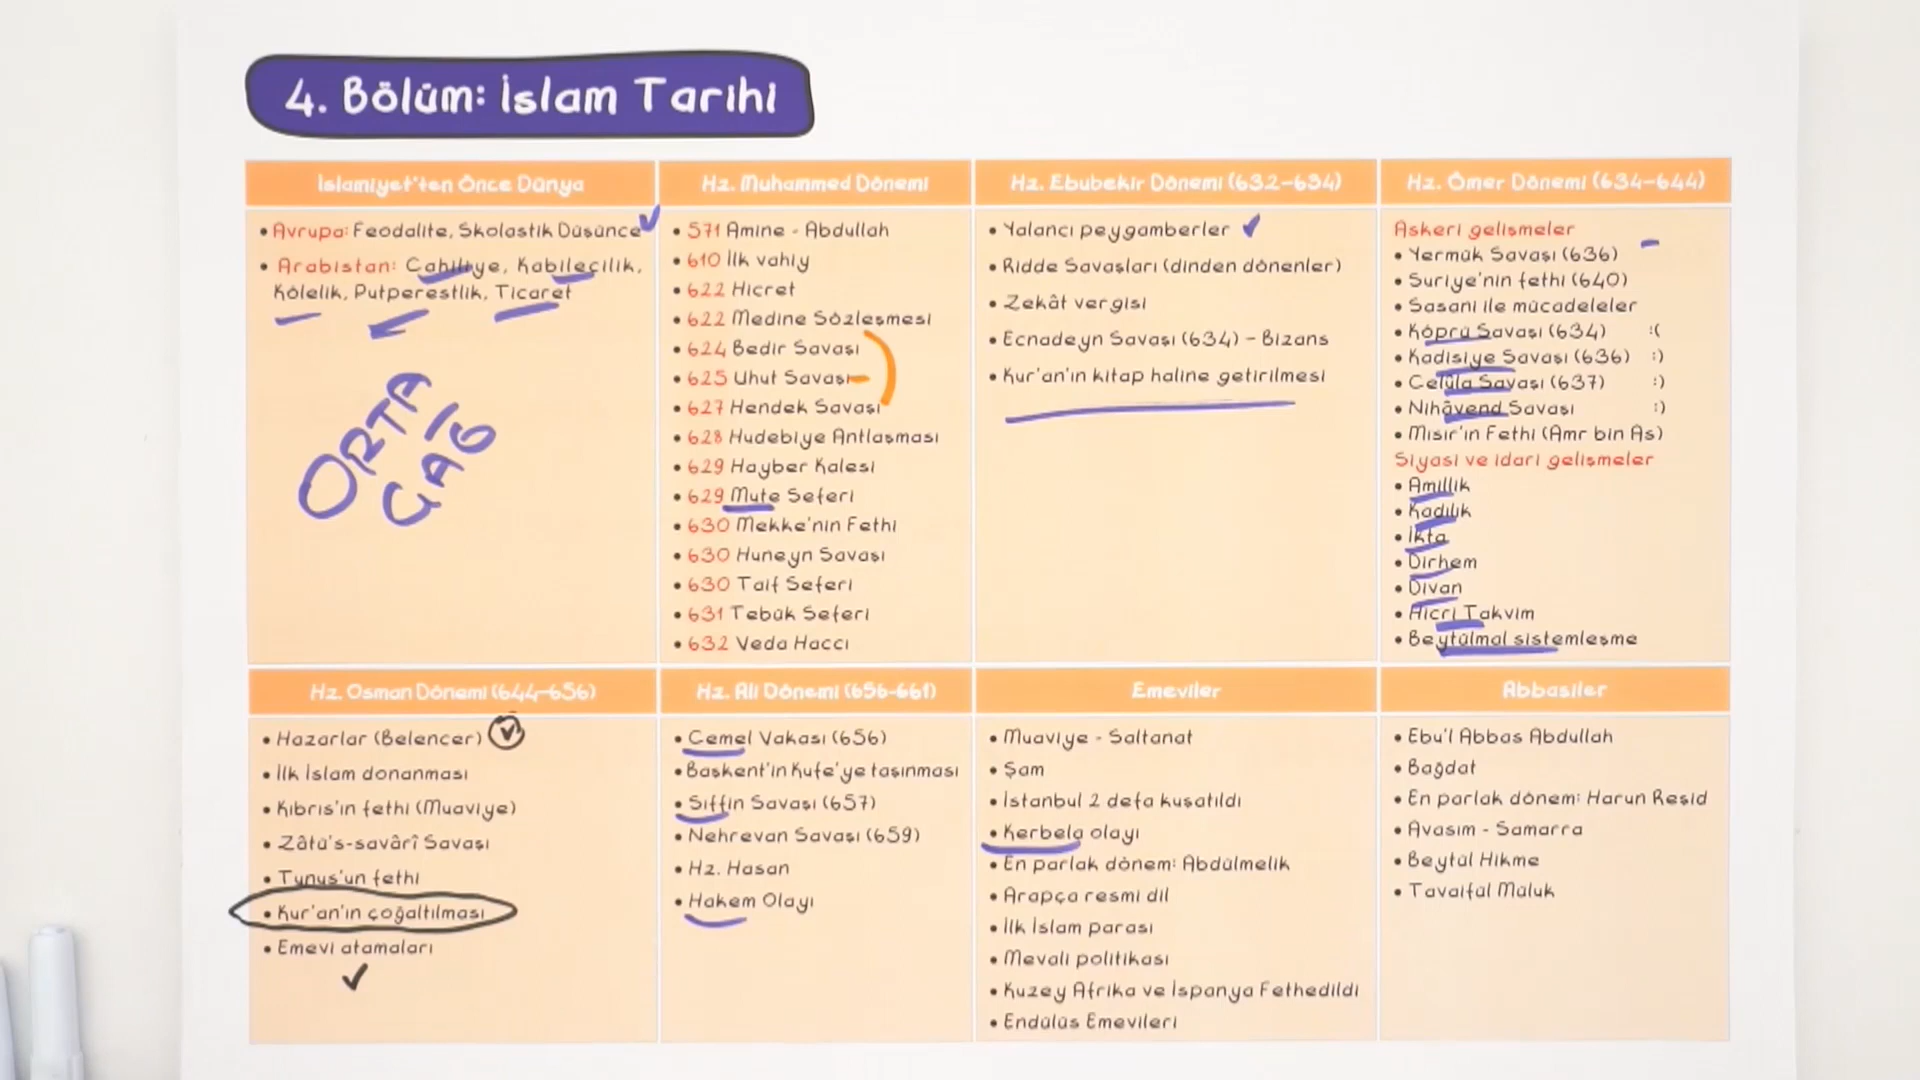 4. Bölüm: İslam Tarihi
İslamiyet'ten Önce Dünya
• Avrupa: Feodalite, Skolastik Düşünce
• Arabistan: Cahiliye, Kabilecilik,
Kölelik, Putperestlik, Ticaret
ORTA
ÇAĞ
Hz. Muhammed Dönemi
• 571 Amine - Abdullah
• 610 İlk vahiy
• 622 Hicret
• 622 Medine Sözleşmesi
• 624 Bedir Savaşı
• 625 Uhut Savaşı
• 627 Hendek Savaşı
• 628 Hudebiye Antlaşması
• 629 Hayber Kalesi
• 629 Mute Seferi
• 630 Mekke'nin Fethi
• 630 Huneyn Savaşı
• 630 Taif Seferi
• 631 Tebük Seferi
• 632 Veda Haccı
Hz. Ebubekir Dönemi (632-634)
• Yalancı peygamberler
• Ridde Savaşları (dinden dönenler)
• Zekât vergisi
• Ecnadeyn Savaşı (634) - Bizans
• Kur'an'ın kitap haline getirilmesi
Hz. Ömer Dönemi (634-644)
Askeri gelişmeler
• Yermük Savaşı (636)
• Suriye'nin fethi (640)
• Sasani ile mücadeleler
• Köprü Savaşı (634) :(
• Kadisiye Savaşı (636) :)
• Celûla Savaşı (637) :)
• Nihâvend Savaşı :)
• Mısır'ın Fethi (Amr bin As)
Siyasi ve idari gelişmeler
• Amillik
• Kadılık
• İkta
• Dirhem
• Divan
• Hicri Takvim
• Beytülmal sistemleşme
Hz. Osman Dönemi (644-656)
• Hazarlar (Belencer)
• İlk İslam donanması
• Kıbrıs'ın fethi (Muaviye)
• Zâtü's-savârî Savaşı
• Tunus'un fethi
• Kur'an'ın çoğaltılması
• Emevi atamaları
Hz. Ali Dönemi (656-661)
• Cemel Vakası (656)
• Başkent'in Kufe'ye taşınması
• Sıffin Savaşı (657)
• Nehrevan Savaşı (659)
• Hz. Hasan
• Hakem Olayı
Emeviler
• Muaviye - Saltanat
• Şam
• İstanbul 2 defa kuşatıldı
• Kerbela olayı
• En parlak dönem: Abdülmelik
• Arapça resmi dil
• İlk İslam parası
• Mevali politikası
• Kuzey Afrika ve İspanya Fethedildi
• Endülüs Emevileri
Abbasiler
• Ebu'l Abbas Abdullah
• Bağdat
• En parlak dönem: Harun Reşid
• Avasım - Samarra
• Beytül Hikme
• Tavaifül Mülük